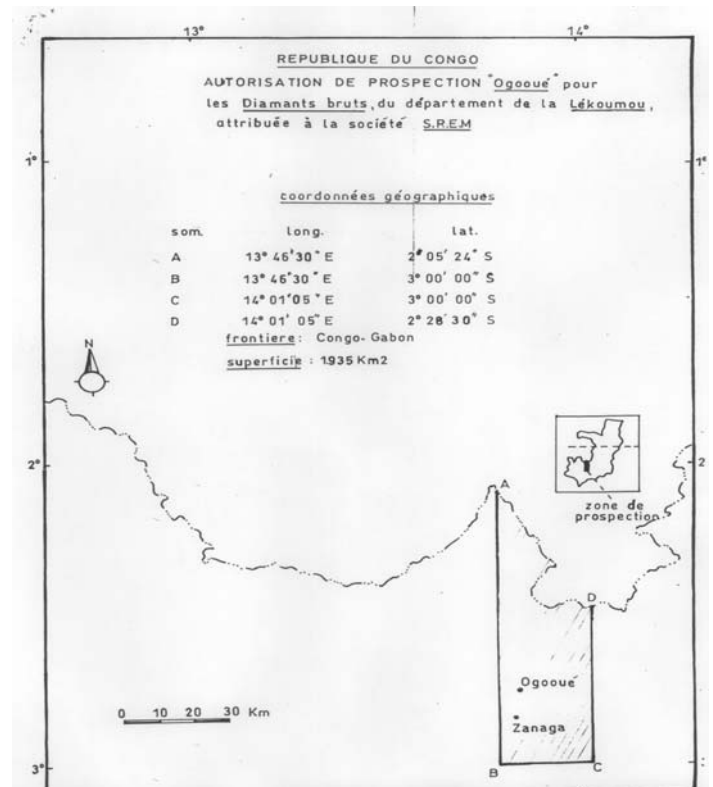 13°
14°
REPUBLIQUE DU CONGO
AUTORISATION DE PROSPECTION "Ogooué" pour
les Diamants bruts, du département de la Lékoumou,
attribuée à la société S.R.E.M
1°
1°
coordonnées géographiques
som. long. lat.
A 13° 46' 30" E 2° 05' 24" S
B 13° 46" 30" E 3° 00' 00" S
C 14° 01' 05" E 3° 00' 00" S
D 14° 01' 05" E 2° 28' 30" S
frontiere: Congo-Gabon
superficie : 1935 Km2
N
2°
2
A
zone de
prospection
D
Ogooué
Zanaga
0 10 20 30 Km
3°
B
C